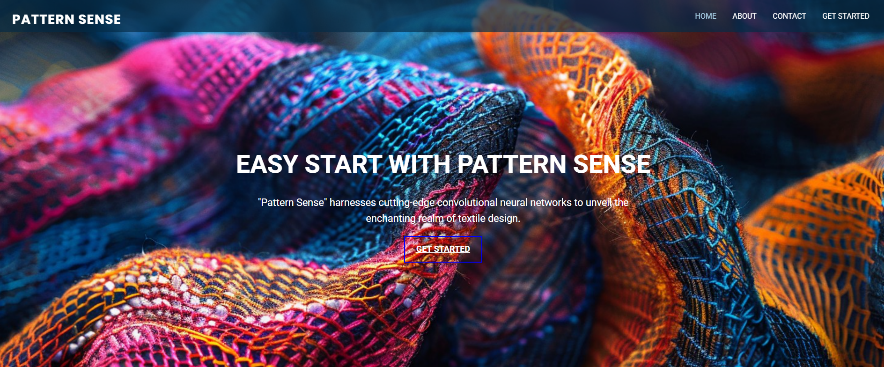 PATTERN SENSE
HOME ABOUT CONTACT GET STARTED
EASY START WITH PATTERN SENSE
"Pattern Sense" harnesses cutting-edge convolutional neural networks to unveil the
enchanting realm of textile design.
GET STARTED